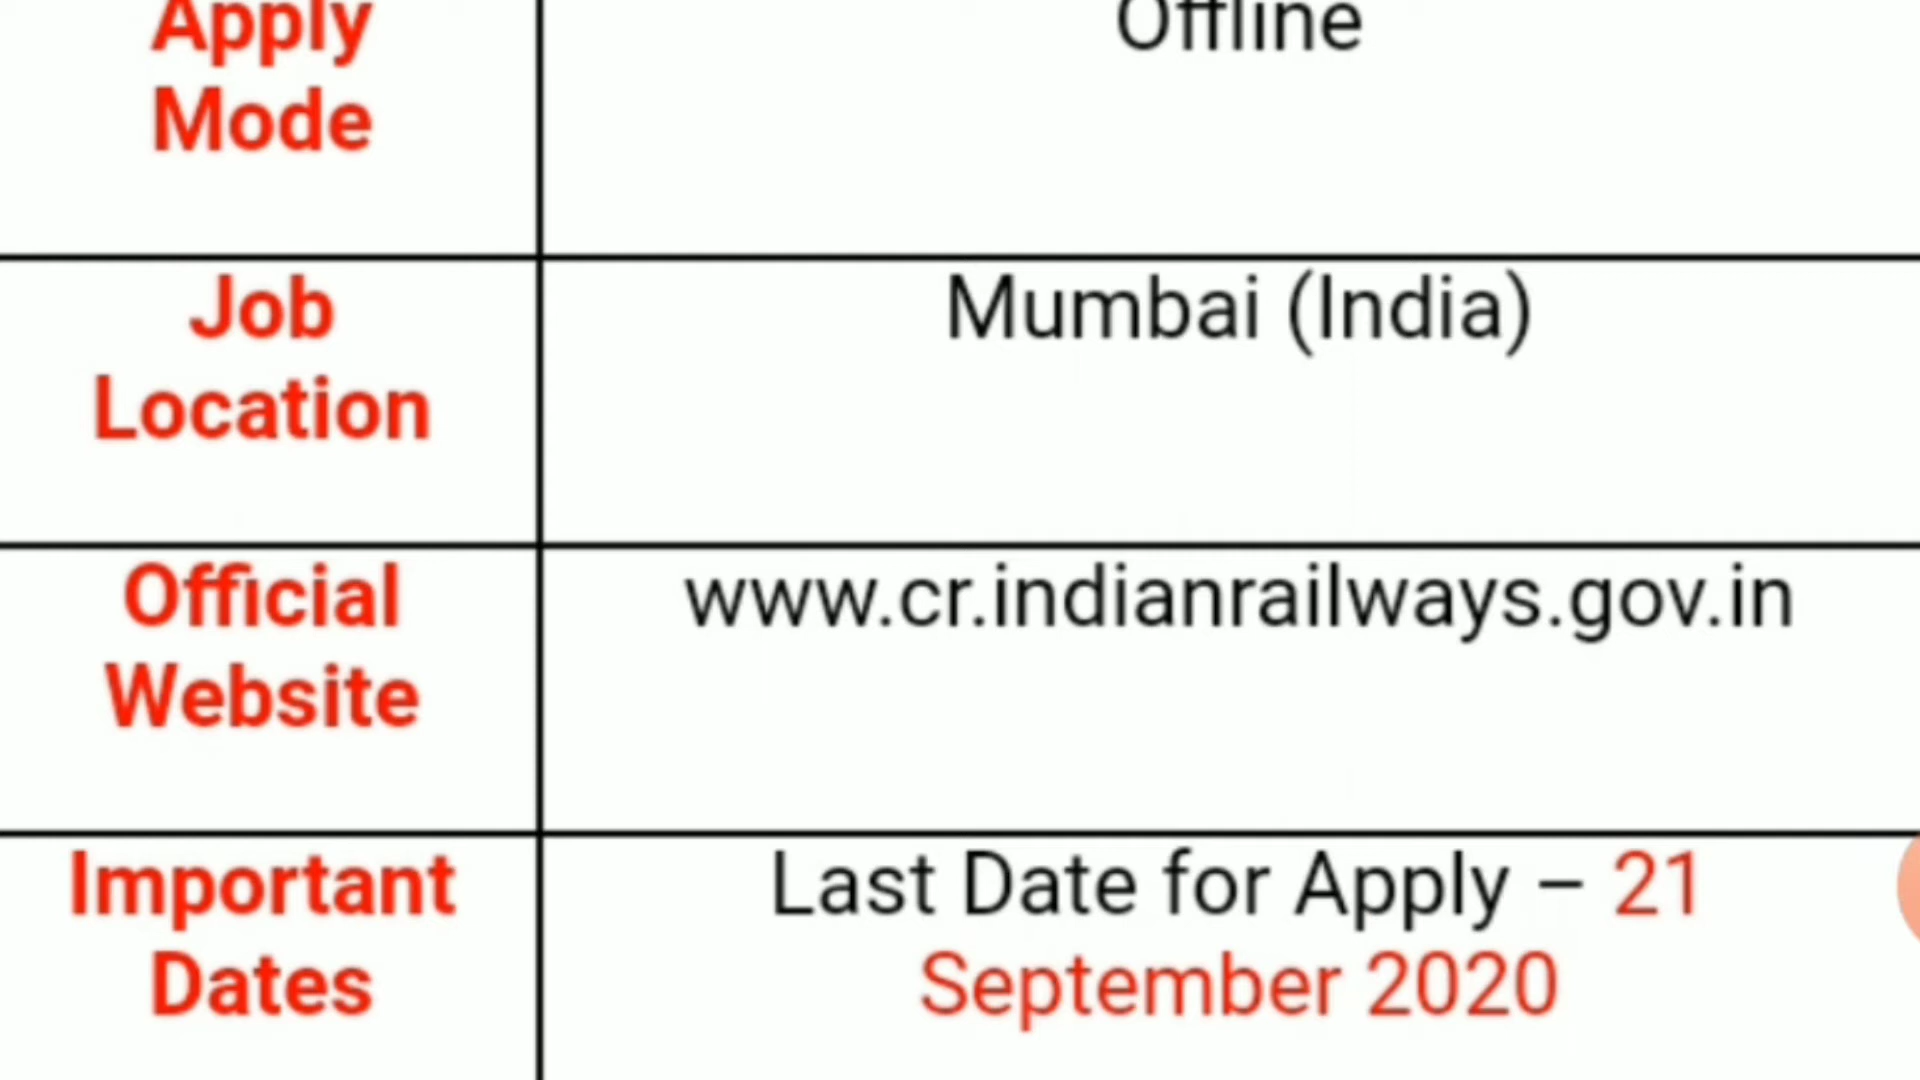 Apply
Mode
Offline
Job
Location
Mumbai (India)
Official
Website
www.cr.indianrailways.gov.in
Important
Dates
Last Date for Apply – 21
September 2020